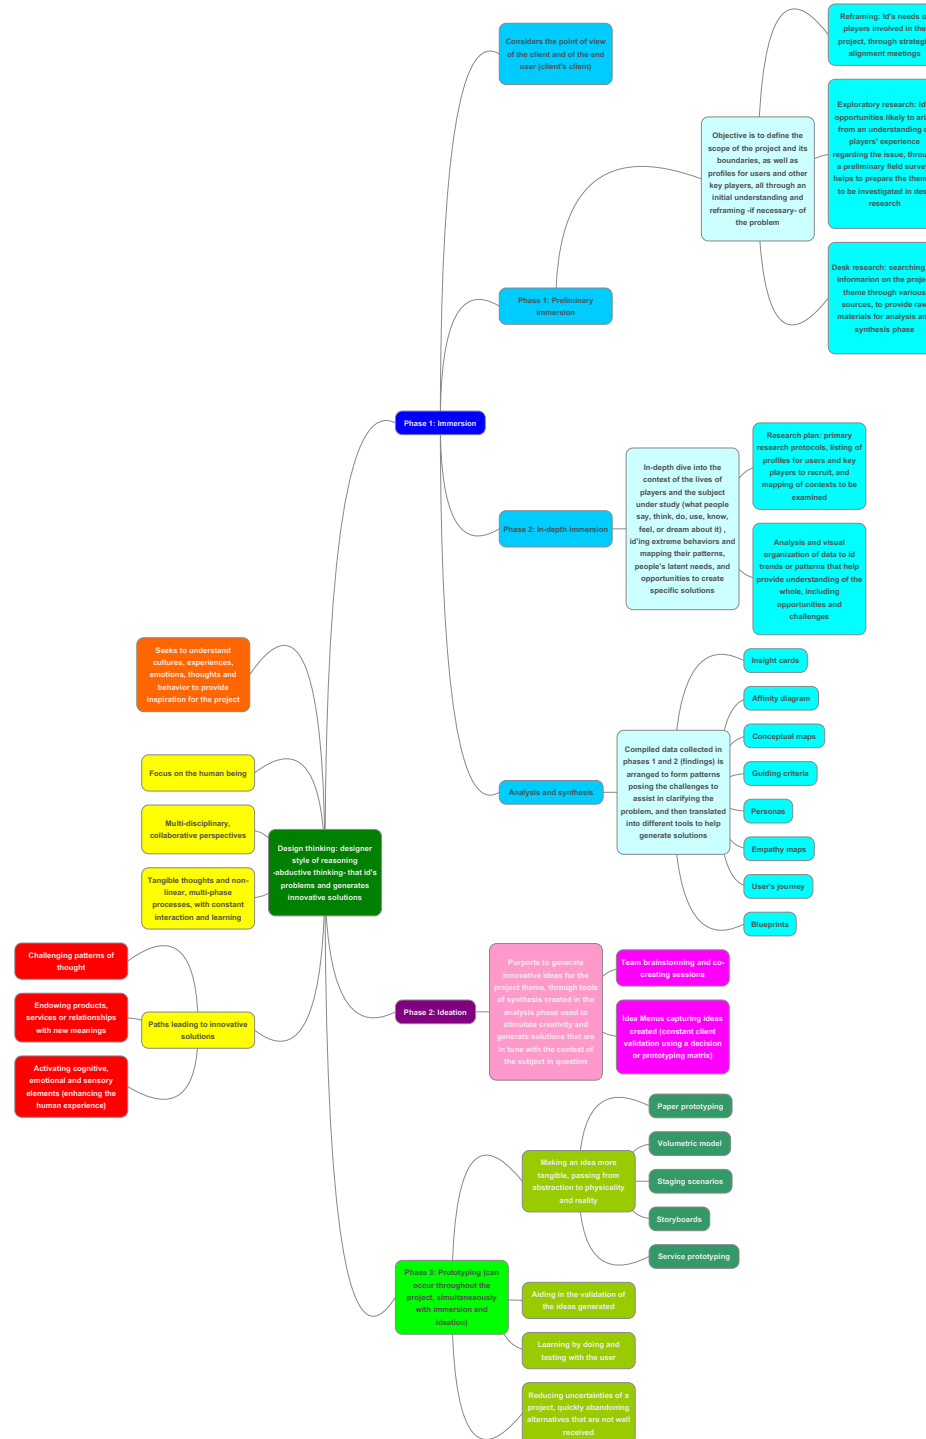 Considers the point of view
of the client and of the end
user (client's client)
Reframing: Id's needs
players involved in the
project, through
alignment meetings
Exploratory research:
opportunities likely to
from an understanding
players' experience
regarding the issue,
a preliminary field
helps to prepare the
to be investigated in
research
Desk research: searching
informarion on the
theme through various
sources, to provide
materials for analysis
synthesis phase
Objective is to define the
scope of the project and its
boundaries, as well as
profiles for users and other
key players, all through an
initial understanding and
reframing -if necessary- of
the problem
Phase 1: Preliminary
immersion
Phase 1: Immersion
Phase 2: In-depth immersion
In-depth dive into the
context of the lives of
players and the subject
under study (what people
say, think, do, use, know,
feel, or dream about it) ,
id'ing extreme behaviors and
mapping their patterns,
people's latent needs, and
opportunities to create
specific solutions
Research plan: primary
research protocols, listing of
profiles for users and key
players to recruit, and
mapping of contexts to be
examined
Analysis and visual
organization of data to id
trends or patterns that help
provide understanding of the
whole, including
opportunities and
challenges
Analysis and synthesis
Compiled data collected in
phases 1 and 2 (findings) is
arranged to form patterns
posing the challenges to
assist in clarifying the
problem, and then translated
into different tools to help
generate solutions
Insight cards
Affinity diagram
Conceptual maps
Guiding criteria
Personas
Empathy maps
User's journey
Blueprints
Seeks to understand
cultures, experiences,
emotions, thoughts and
behavior to provide
inspiration for the project
Focus on the human being
Multi-disciplinary,
collaborative perspectives
Tangible thoughts and non-
linear, multi-phase
processes, with constant
interaction and learning
Design thinking: designer
style of reasoning
-abductive thinking- that id's
problems and generates
innovative solutions
Challenging patterns of
thought
Endowing products,
services or relationships
with new meanings
Activating cognitive,
emotional and sensory
elements (enhancing the
human experience)
Paths leading to innovative
solutions
Phase 2: Ideation
Purports to generate
innovative ideas for the
project theme, through tools
of synthesis created in the
analysis phase used to
stimulate creativity and
generate solutions that are
in tune with the context of
the subject in question
Team brainstorming and co-
creating sessions
Idea Menus capturing ideas
created (constant client
validation using a decision
or prototyping matrix)
Phase 3: Prototyping (can
occur throughout the
project, simultaneaously
with immersion and
ideation)
Making an idea more
tangible, passing from
abstraction to physicality
and reality
Paper prototyping
Volumetric model
Staging scenarios
Storyboards
Service prototyping
Aiding in the validation of
the ideas generated
Learning by doing and
testing with the user
Reducing uncertainties of a
project, quickly abandoning
alternatives that are not well
received